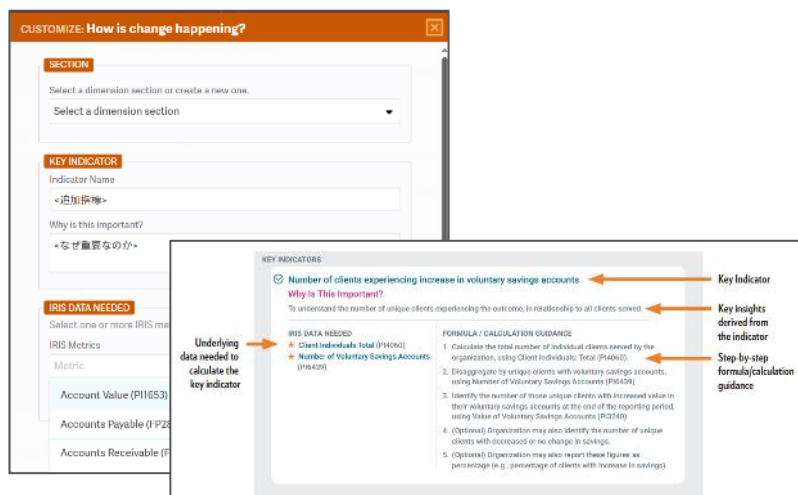 CUSTOMIZE: How is change happening?
SECTION
Select a dimension section or create a new one.
Select a dimension section
KEY INDICATOR
Indicator Name
<追加指標>
Why is this important?
<なぜ重要なのか>
IRIS DATA NEEDED
Select one or more IRIS me
IRIS Metrics
Metric
Account Value (PI1653)
Accounts Payable (FP28
Accounts Receivable (F
KEY INDICATORS
Number of clients experiencing increase in voluntary savings accounts
Why Is This Important?
To understand the number of unique clients experiencing the outcome, in relationship to all clients served.
IRIS DATA NEEDED
Client Individuals Total (PI4060)
Number of Voluntary Savings Accounts
(PI6439)
FORMULA / CALCULATION GUIDANCE
1. Calculate the total number of individual clients served by the
organization, using Client Individuals: Total (PI4060).
2. Disaggregate by unique clients with voluntary savings accounts,
using Number of Voluntary Savings Accounts (PI6439)
3. Identify the number of those unique clients with increased value in
their voluntary savings accounts at the end of the reporting period,
using Value of Voluntary Savings Accounts (PI3240)
4. (Optional) Organization may also identify the number of unique
clients with decreased or no change in savings.
5. (Optional) Organization may also report these figures as
percentage (e.g., percentage of clients with increase in savings).
Underlying
data needed to
calculate the
key indicator
Key Indicator
Key insights
derived from
the indicator
Step-by-step
formula/calculation
guidance